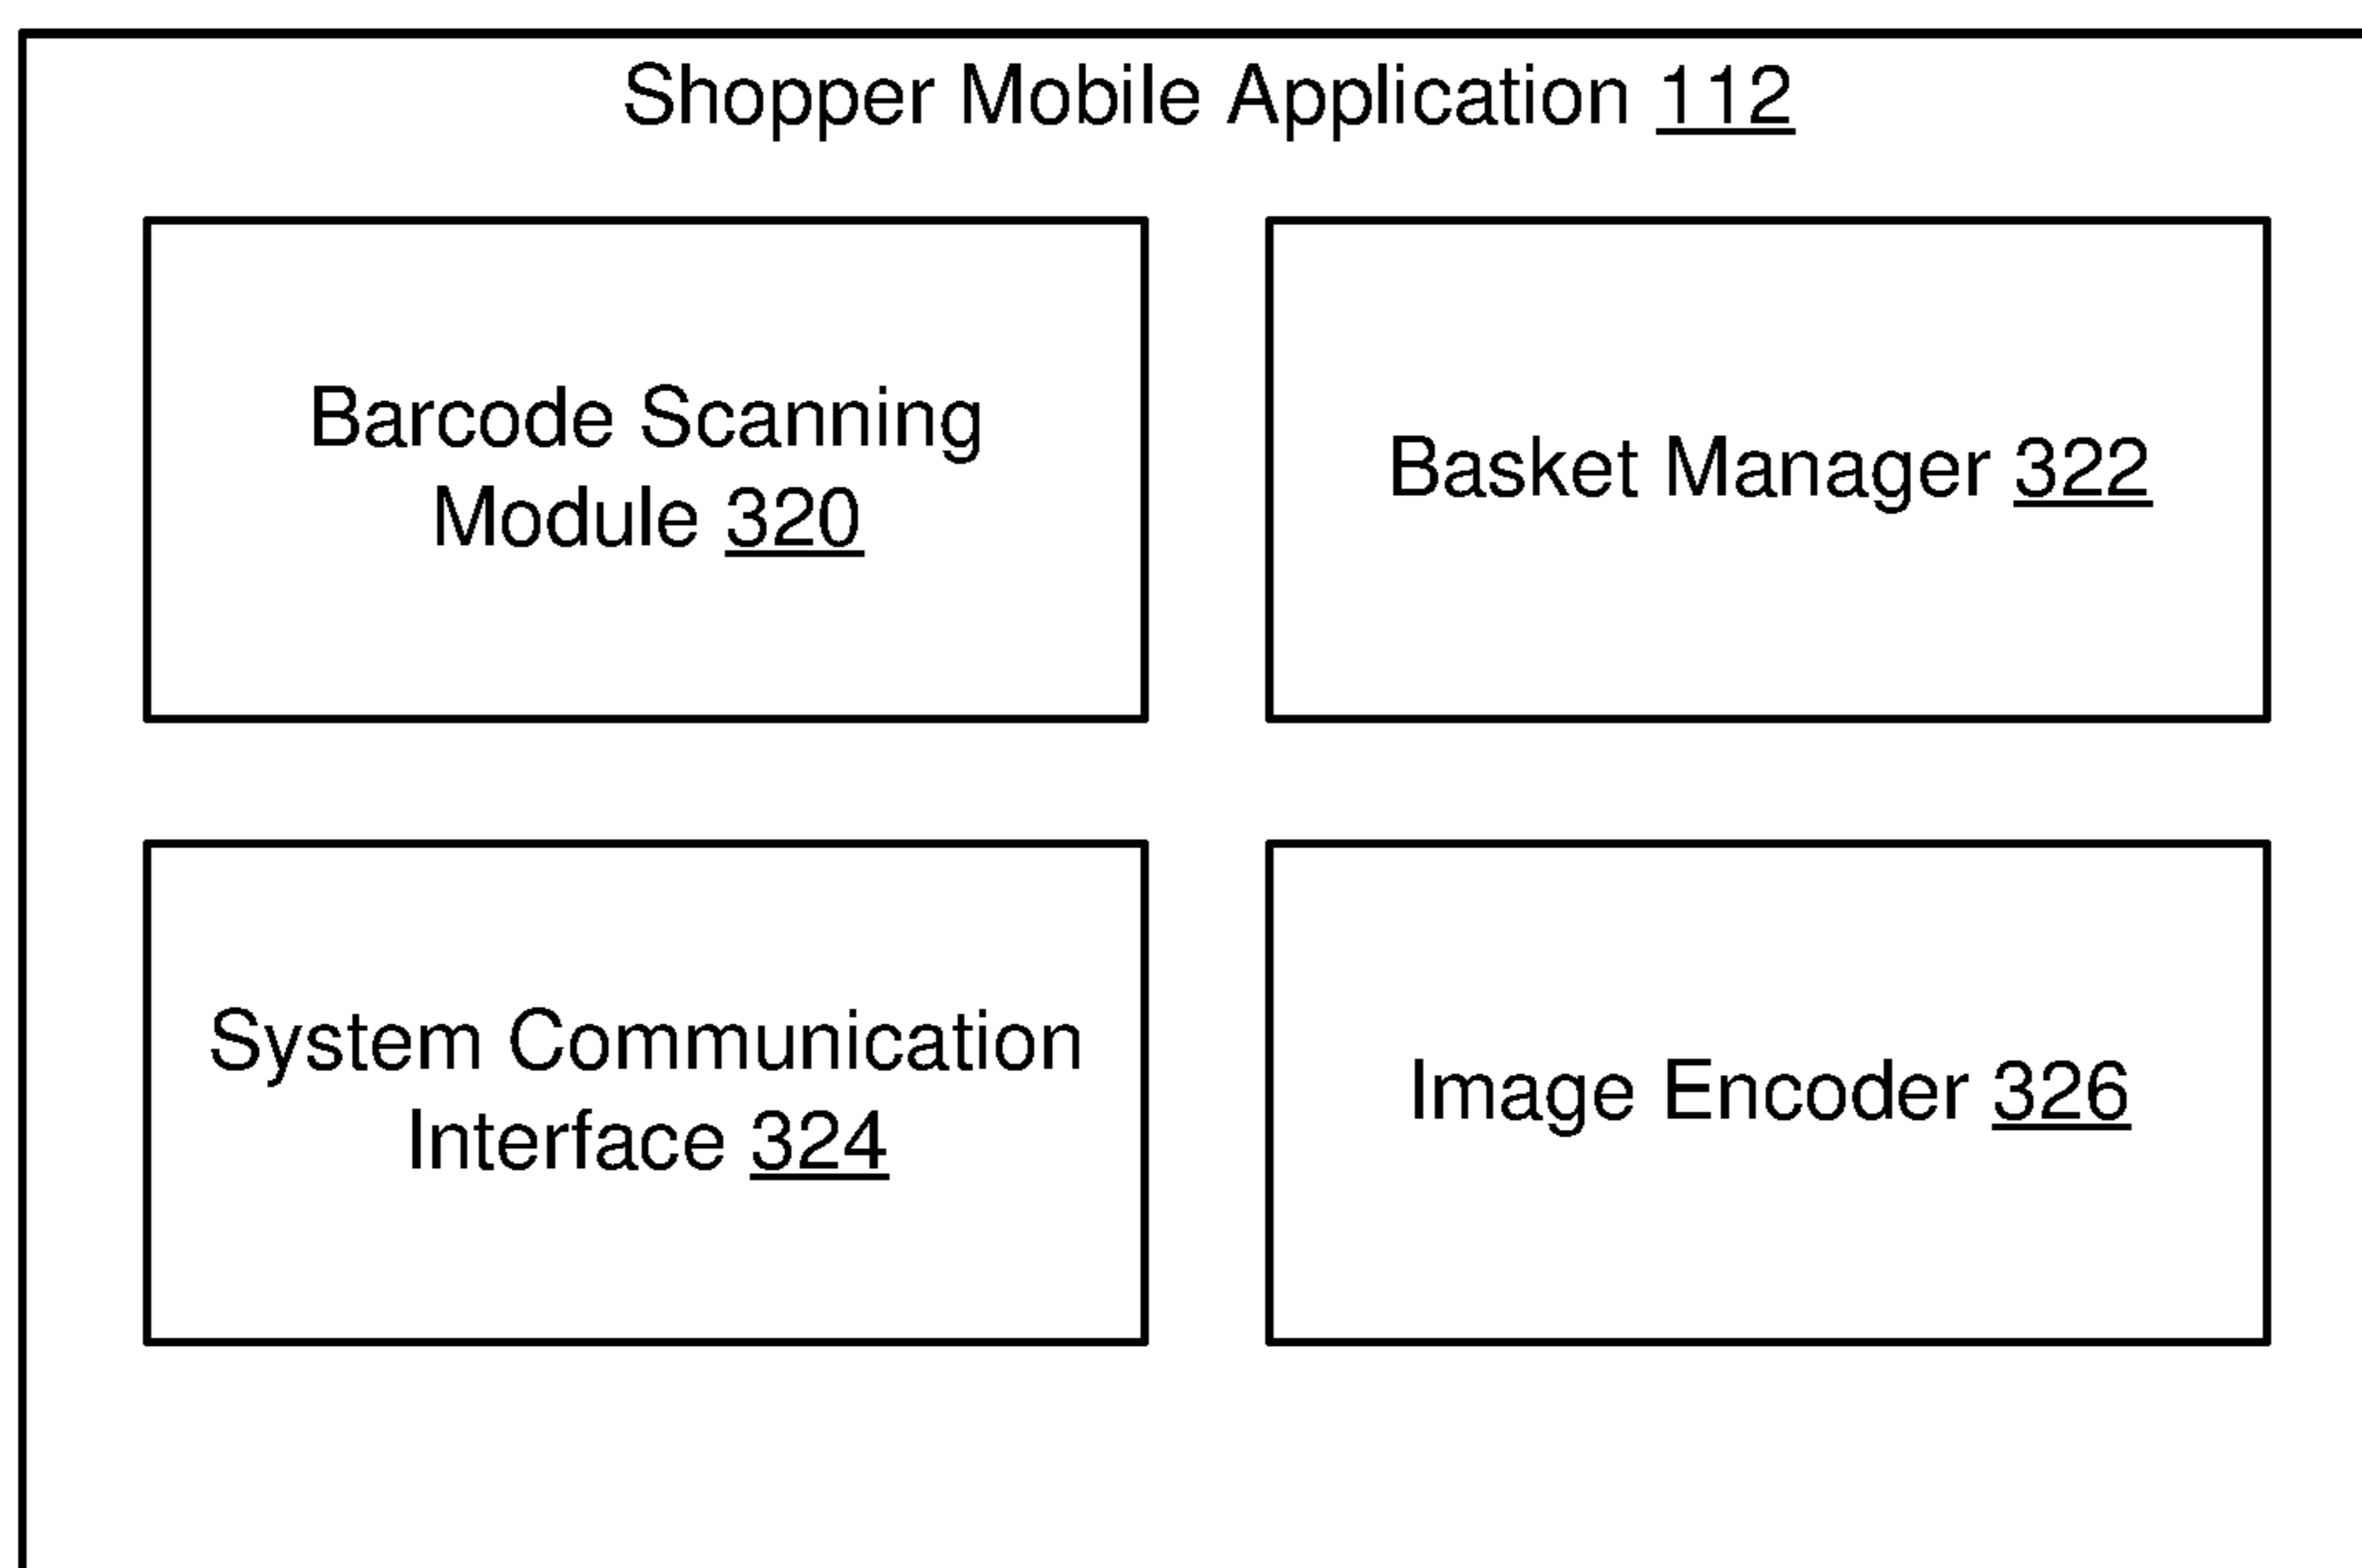 Shopper Mobile Application 112
Barcode Scanning
Module 320
Basket Manager 322
System Communication
Interface 324
Image Encoder 326